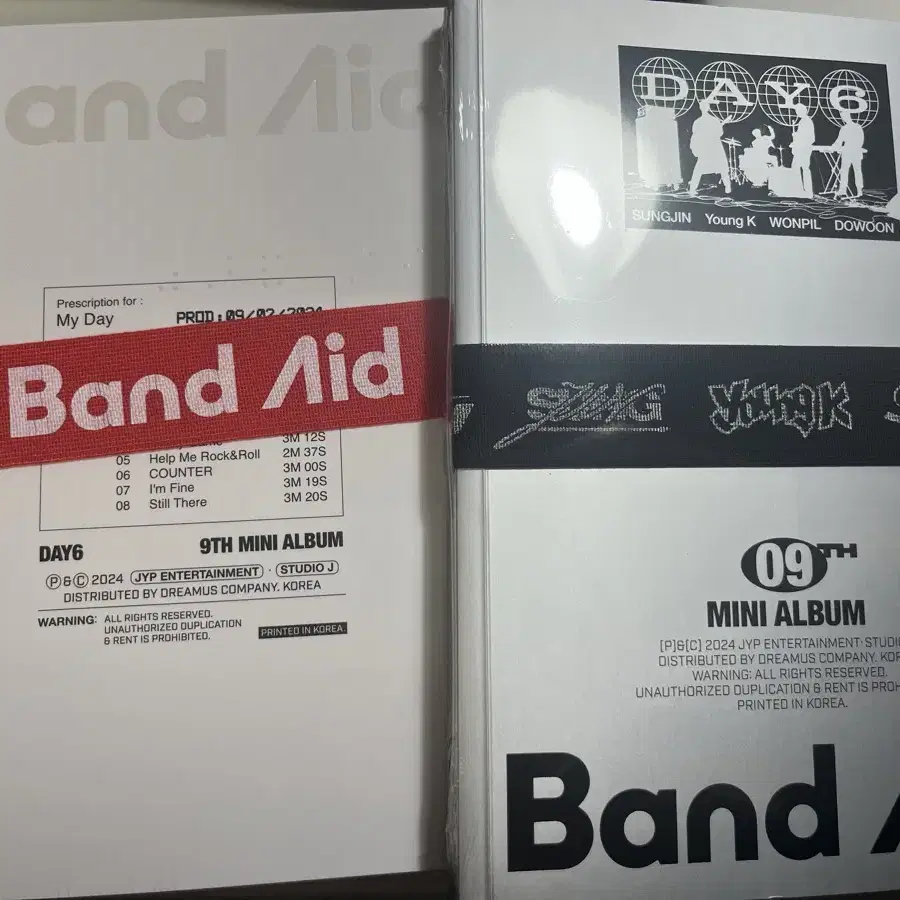 and Aid
Prescription for :
My Day
PROD:09/02/2024
Band Aid
3M 12S
05 Help Me Rock&Roll 2M 37S
06 COUNTER 3M 00S
07 I'm Fine 3M 19S
08 Still There 3M 20S
DAY6 9TH MINI ALBUM
Ⓟ&Ⓒ 2024 JYP ENTERTAINMENT · STUDIO J
DISTRIBUTED BY DREAMUS COMPANY. KOREA
WARNING: ALL RIGHTS RESERVED.
UNAUTHORIZED DUPLICATION
& RENT IS PROHIBITED.
PRINTED IN KOREA.
DAY6
SUNGJIN Young K WONPIL DOWOON
Young K
09TH
MINI ALBUM
[P]&[C] 2024 JYP ENTERTAINMENT· STUDI
DISTRIBUTED BY DREAMUS COMPANY. KOR
WARNING: ALL RIGHTS RESERVED.
UNAUTHORIZED DUPLICATION & RENT IS PROH
PRINTED IN KOREA.
Band A